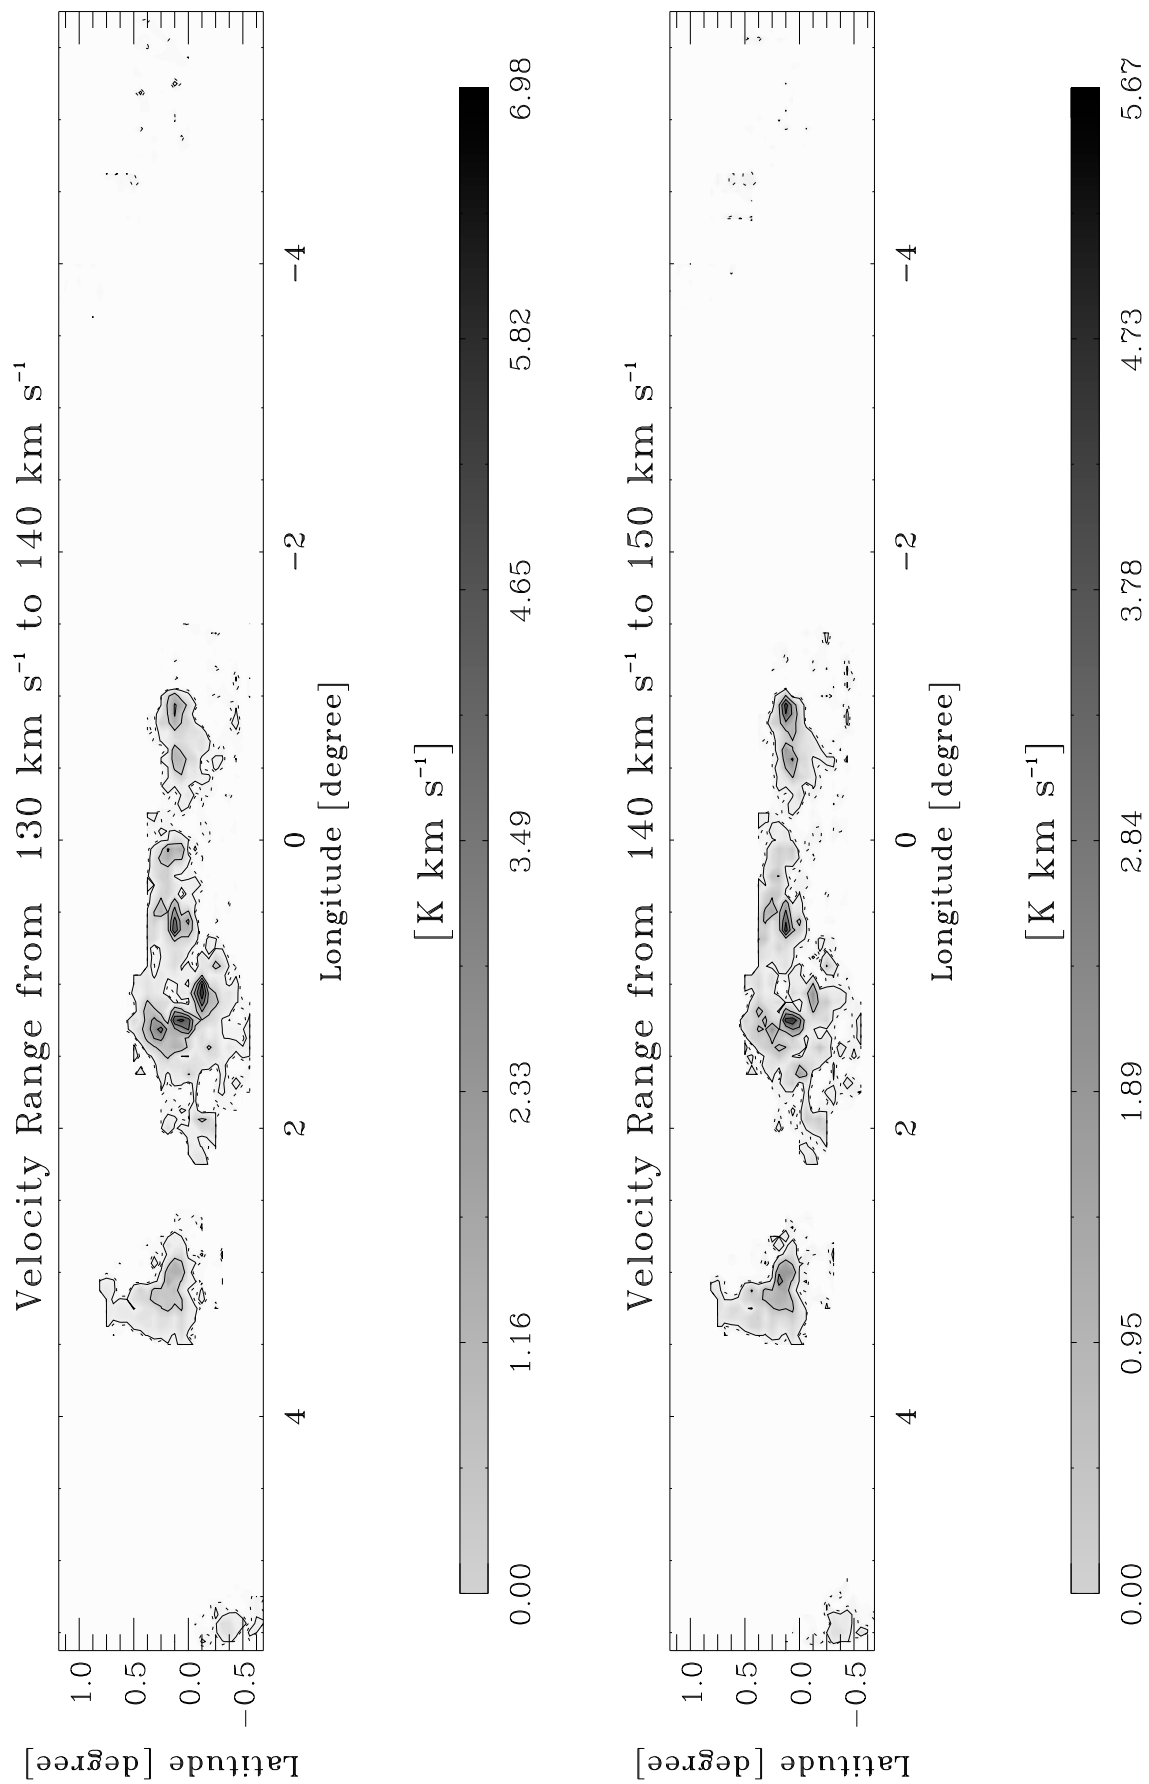 Velocity Range from 130 km s⁻¹ to 140 km s⁻¹
1.0
0.5
0.0
−0.5
Latitude [degree]
4 2 0 −2 −4
Longitude [degree]
[K km s⁻¹]
0.00 1.16 2.33 3.49 4.65 5.82 6.98
Velocity Range from 140 km s⁻¹ to 150 km s⁻¹
1.0
0.5
0.0
−0.5
Latitude [degree]
4 2 0 −2 −4
Longitude [degree]
[K km s⁻¹]
0.00 0.95 1.89 2.84 3.78 4.73 5.67